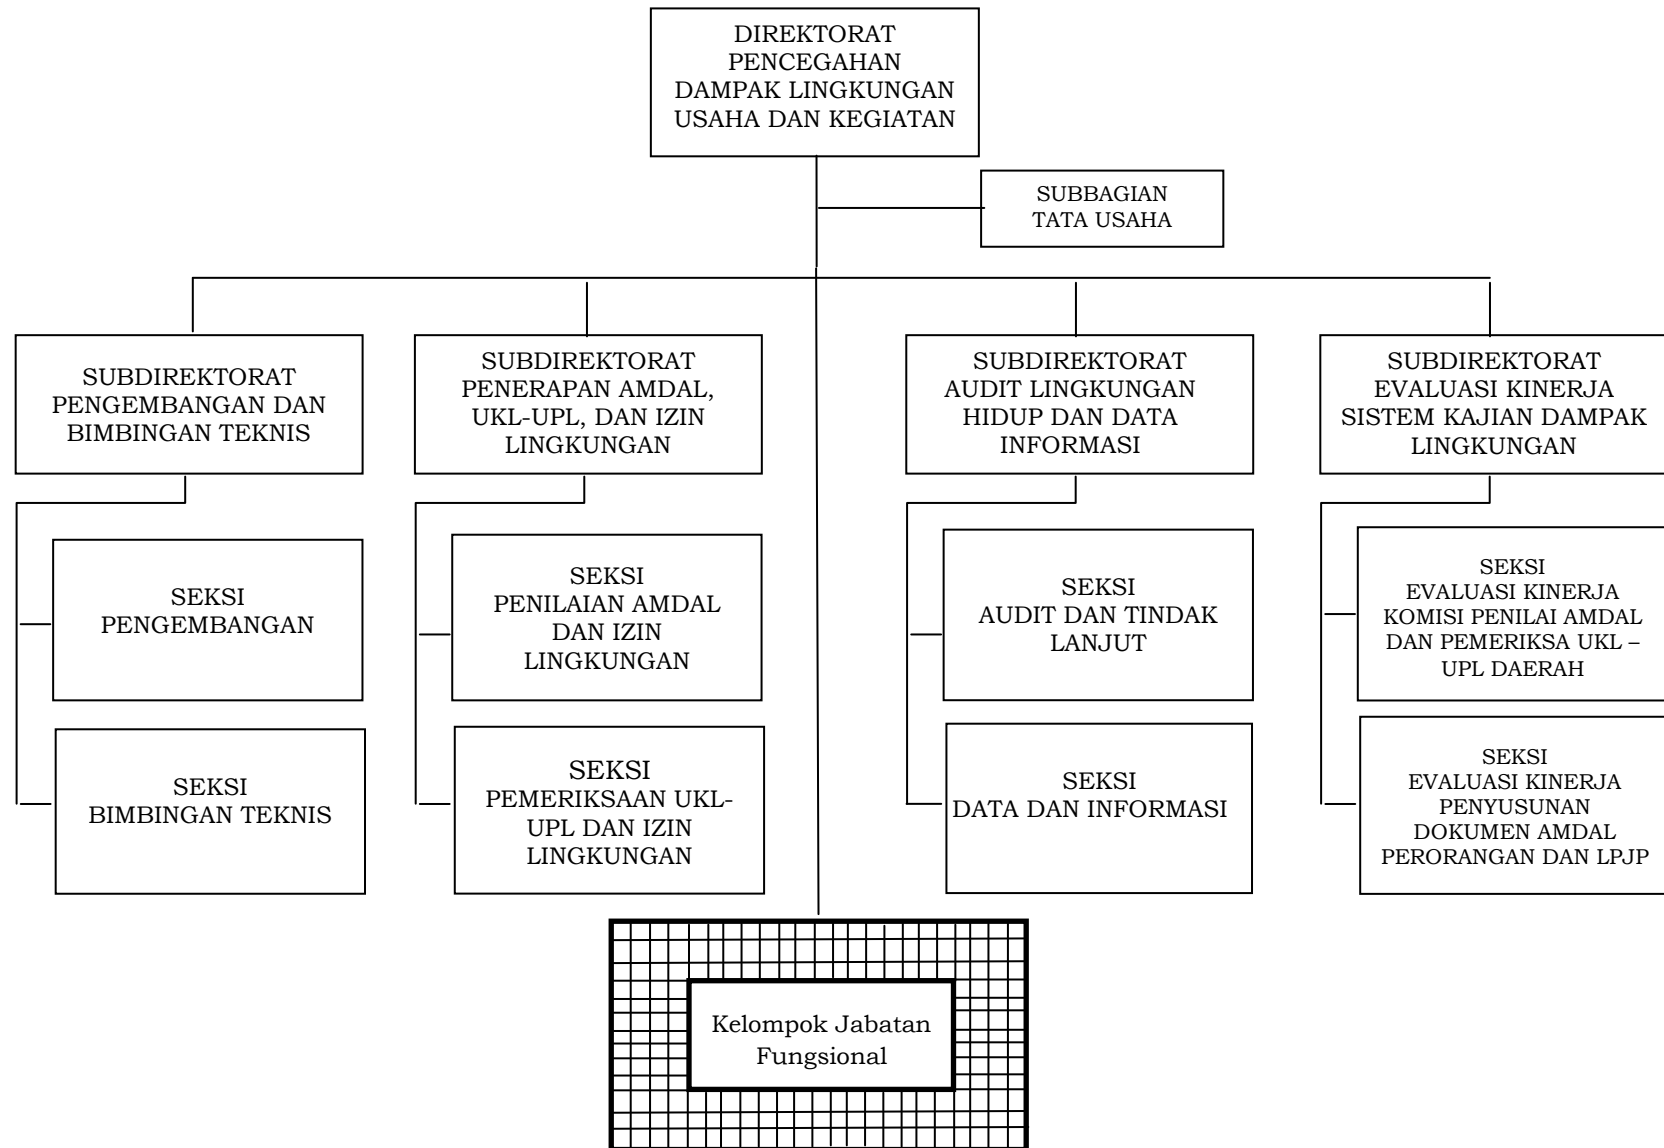 DIREKTORAT
PENCEGAHAN
DAMPAK LINGKUNGAN
USAHA DAN KEGIATAN
SUBBAGIAN
TATA USAHA
SUBDIREKTORAT
PENGEMBANGAN DAN
BIMBINGAN TEKNIS
SUBDIREKTORAT
PENERAPAN AMDAL,
UKL-UPL, DAN IZIN
LINGKUNGAN
SUBDIREKTORAT
AUDIT LINGKUNGAN
HIDUP DAN DATA
INFORMASI
SUBDIREKTORAT
EVALUASI KINERJA
SISTEM KAJIAN DAMPAK
LINGKUNGAN
SEKSI
PENGEMBANGAN
SEKSI
PENILAIAN AMDAL
DAN IZIN
LINGKUNGAN
SEKSI
AUDIT DAN TINDAK
LANJUT
SEKSI
EVALUASI KINERJA
KOMISI PENILAI AMDAL
DAN PEMERIKSA UKL –
UPL DAERAH
SEKSI
BIMBINGAN TEKNIS
SEKSI
PEMERIKSAAN UKL-
UPL DAN IZIN
LINGKUNGAN
SEKSI
DATA DAN INFORMASI
SEKSI
EVALUASI KINERJA
PENYUSUNAN
DOKUMEN AMDAL
PERORANGAN DAN LPJP
Kelompok Jabatan
Fungsional